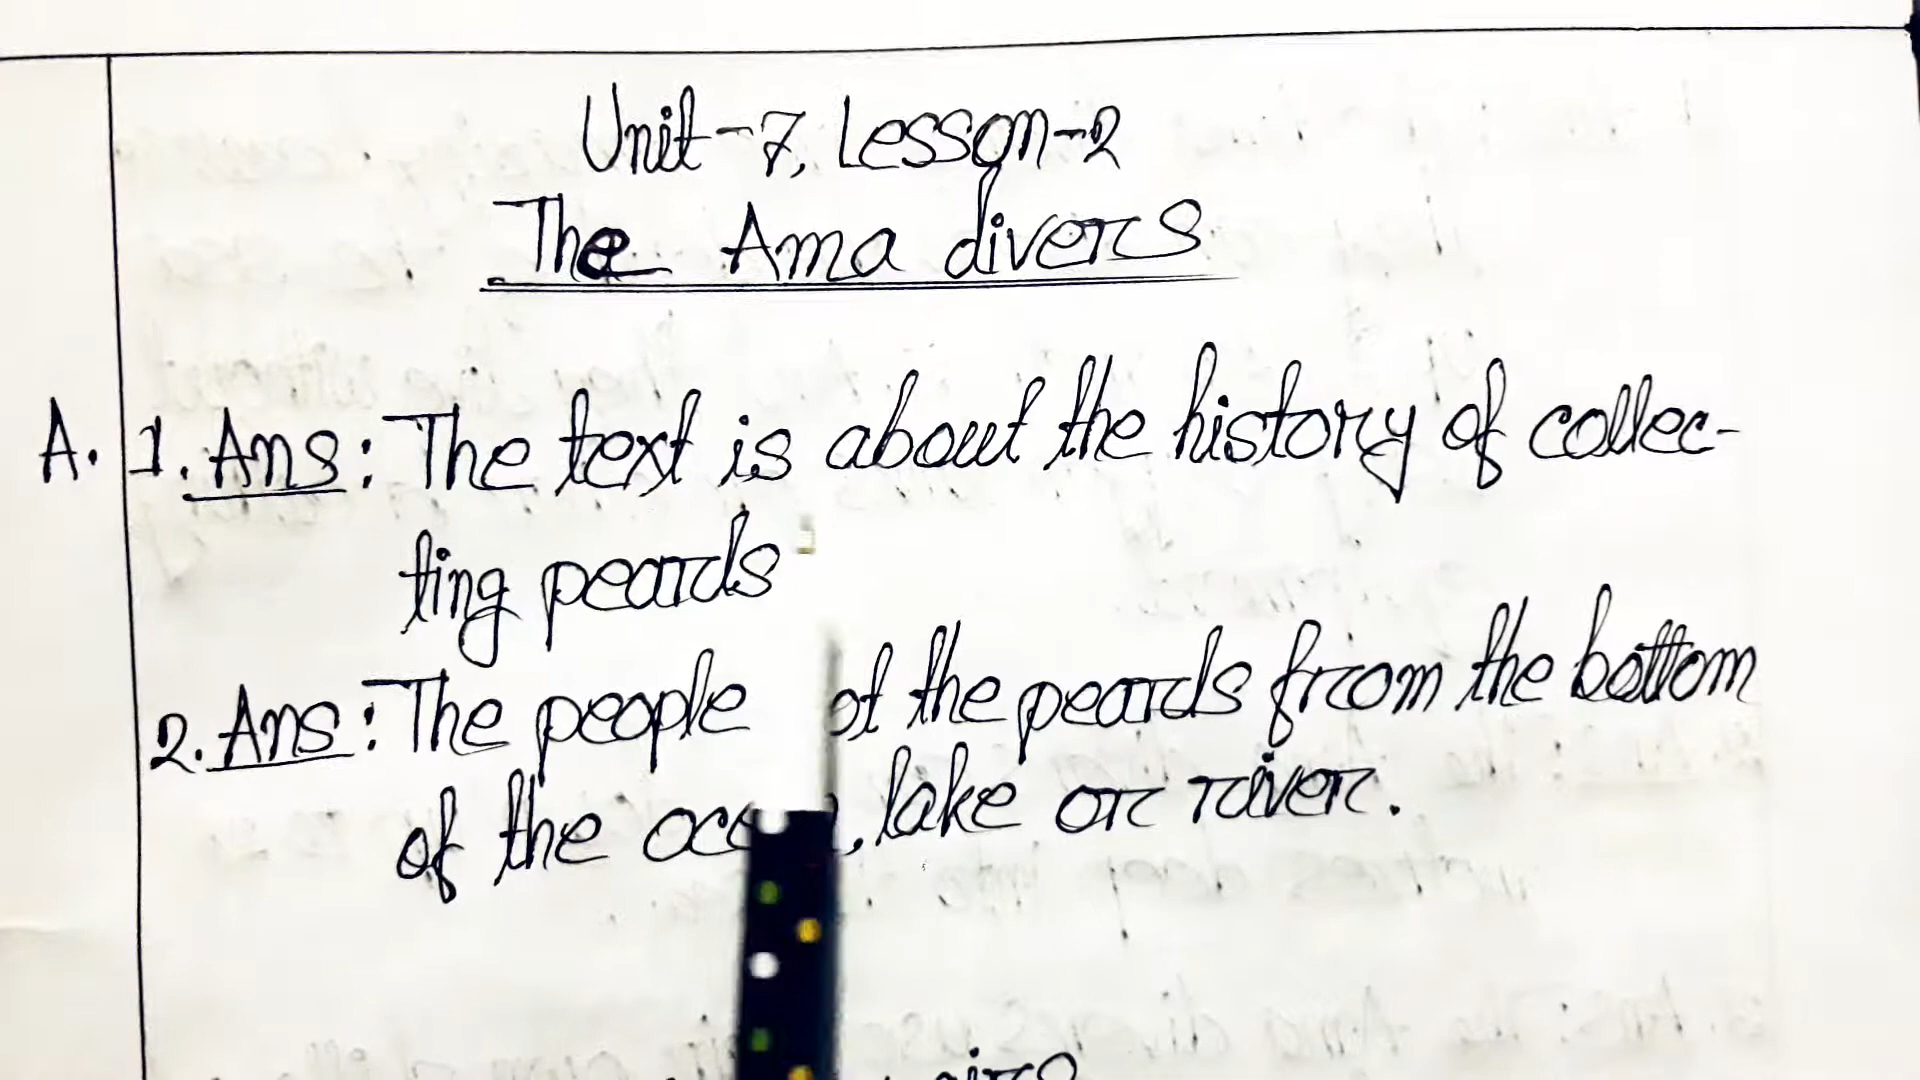 Unit-7, Lesson-2
The Ama divers
A. 1. Ans: The text is about the history of collec-
ting pearls
2. Ans: The people the pearls from the bottom
of the lake or river.